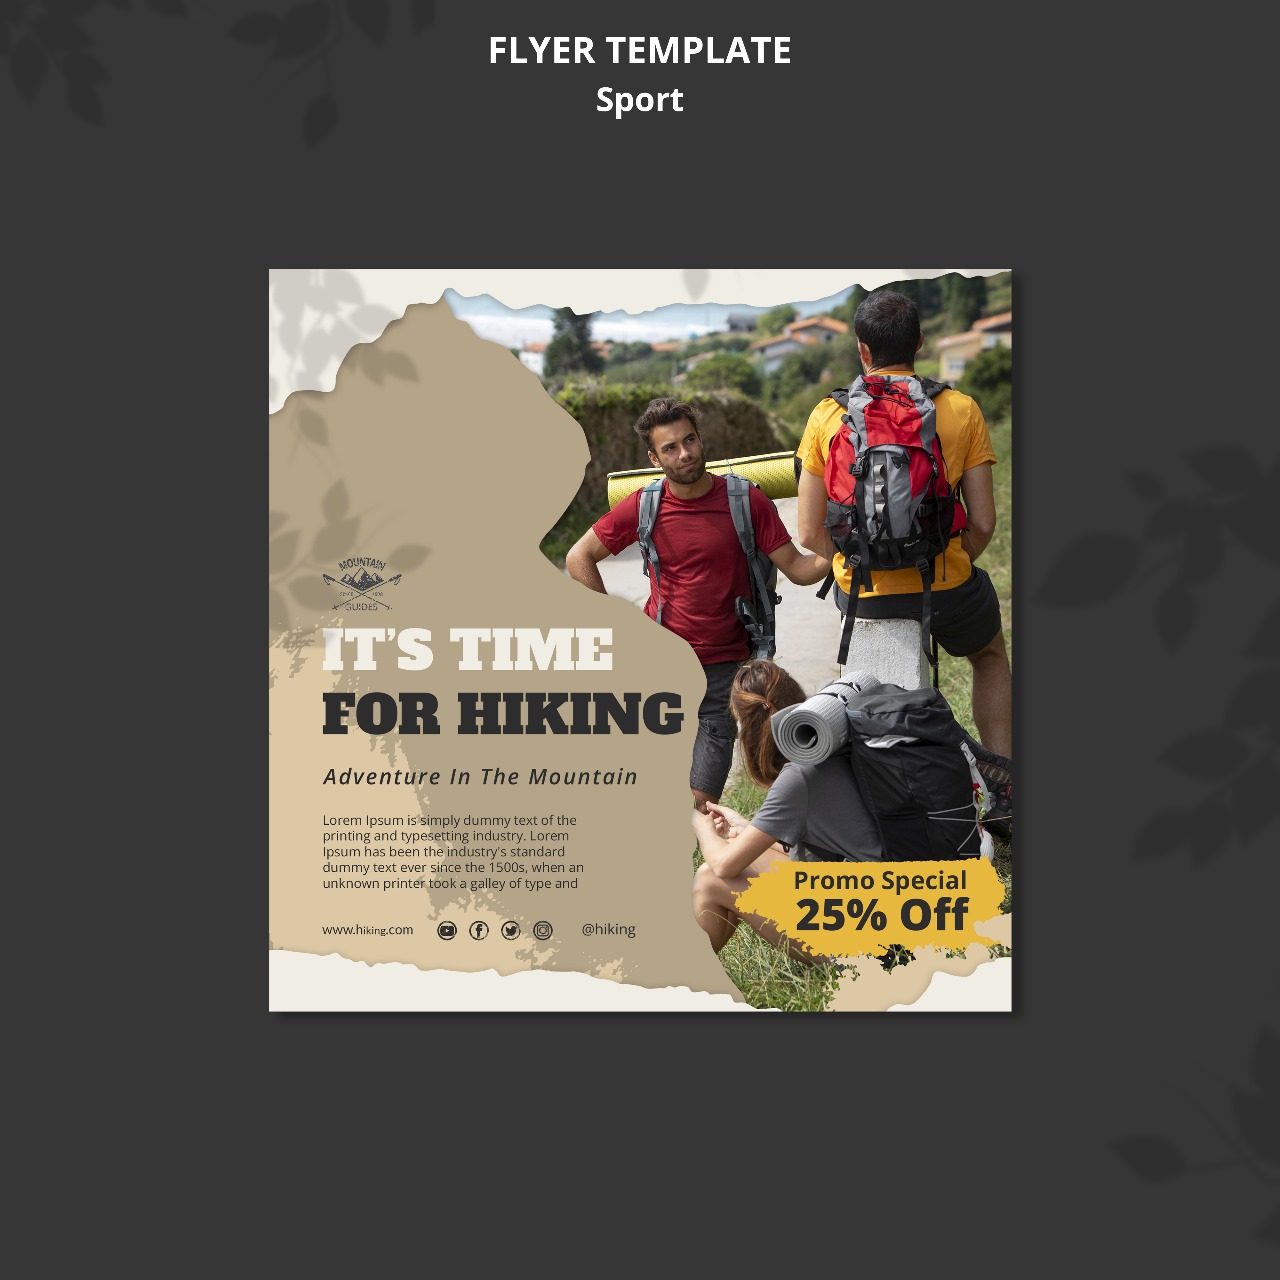 FLYER TEMPLATE
Sport
MOUNTAIN
SINCE 1898
GUIDES
IT'S TIME
FOR HIKING
Adventure In The Mountain
Lorem Ipsum is simply dummy text of the
printing and typesetting industry. Lorem
Ipsum has been the industry's standard
dummy text ever since the 1500s, when an
unknown printer took a galley of type and
www.hiking.com
@hiking
Promo Special
25% Off